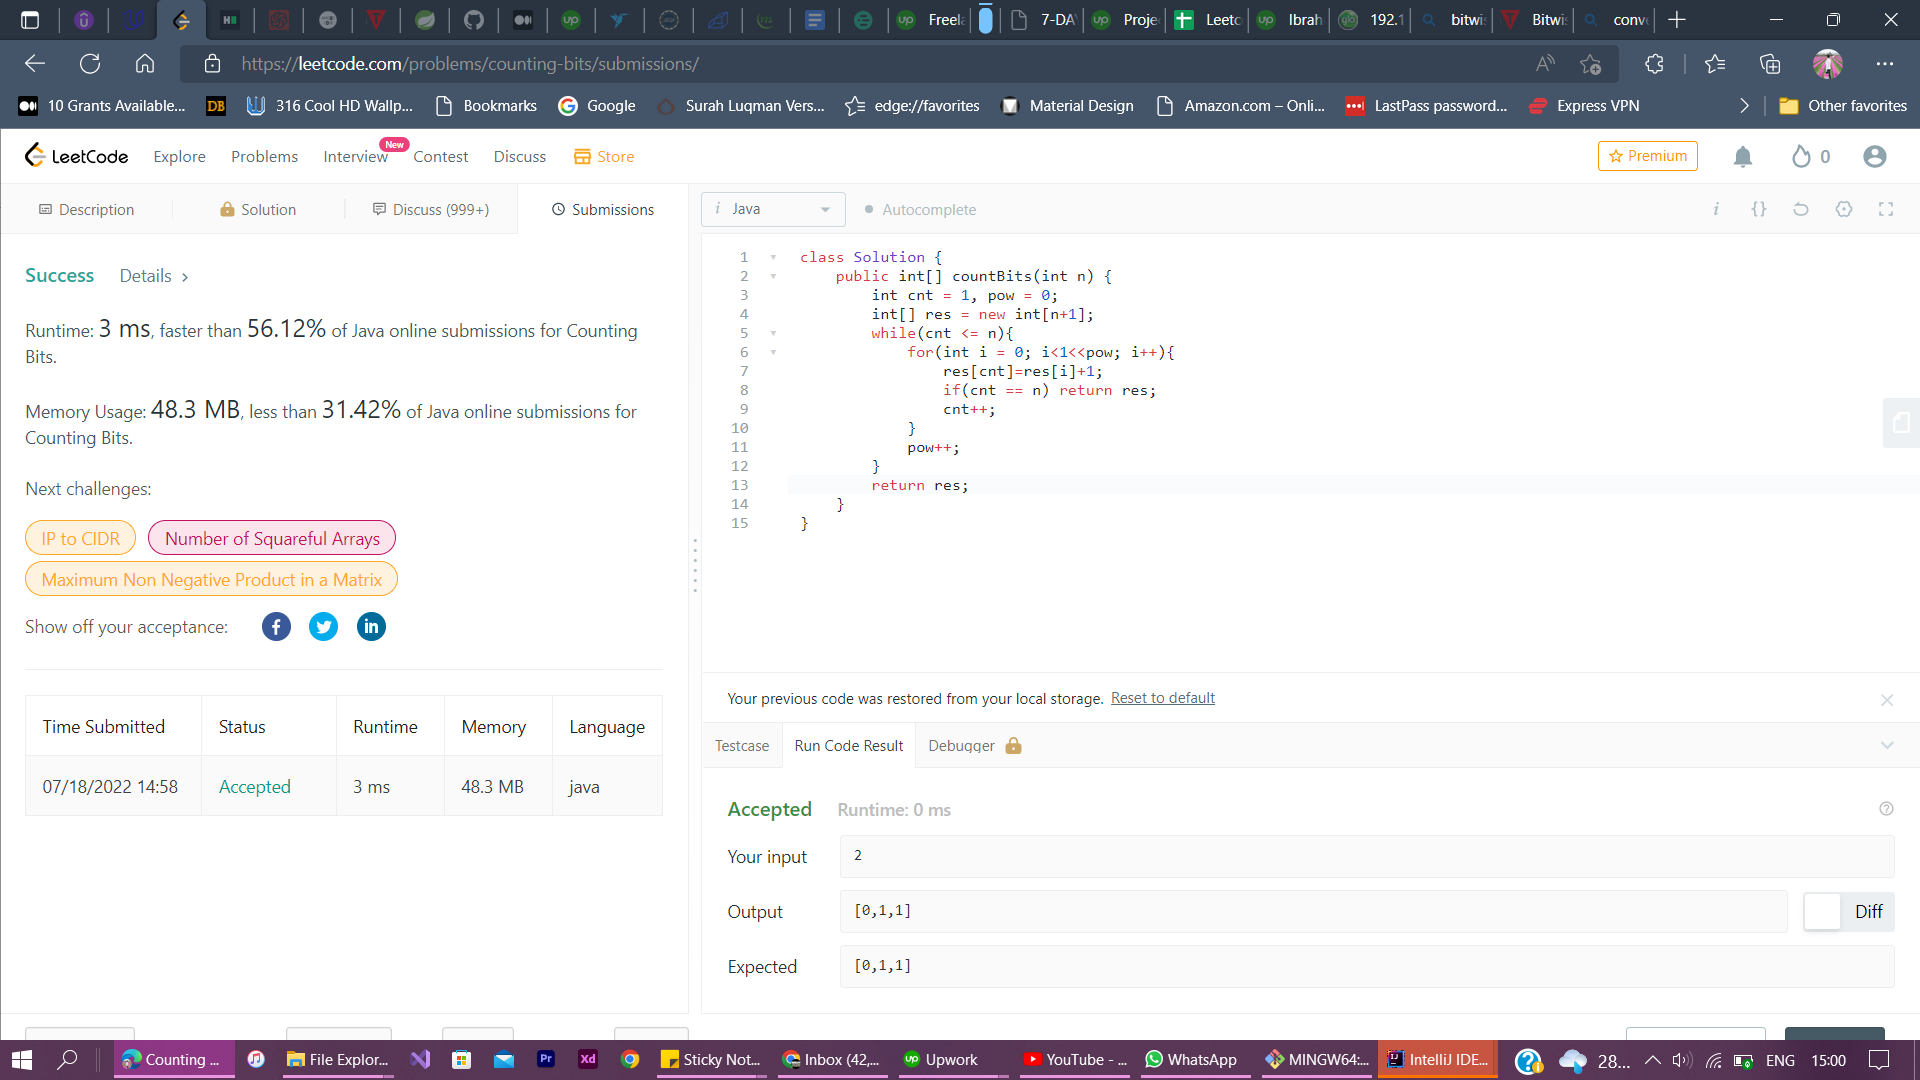 Freela
7-DA
Proje
Leetc
Ibrah
192.1
bitwi
Bitwi
conv
https://leetcode.com/problems/counting-bits/submissions/
10 Grants Available...
DB
316 Cool HD Wallp...
Bookmarks
Google
Surah Luqman Vers...
edge://favorites
Material Design
Amazon.com – Onli...
LastPass password...
Express VPN
Other favorites
LeetCode
Explore
Problems
Interview
New
Contest
Discuss
Store
Premium
0
Description
Solution
Discuss (999+)
Submissions
i Java
Autocomplete
Success
Details >
Runtime: 3 ms, faster than 56.12% of Java online submissions for Counting
Bits.
Memory Usage: 48.3 MB, less than 31.42% of Java online submissions for
Counting Bits.
Next challenges:
IP to CIDR
Number of Squareful Arrays
Maximum Non Negative Product in a Matrix
Show off your acceptance:
Time Submitted Status Runtime Memory Language
07/18/2022 14:58 Accepted 3 ms 48.3 MB java
1 class Solution {
2 public int[] countBits(int n) {
3 int cnt = 1, pow = 0;
4 int[] res = new int[n+1];
5 while(cnt <= n){
6 for(int i = 0; i<1<<pow; i++){
7 res[cnt]=res[i]+1;
8 if(cnt == n) return res;
9 cnt++;
10 }
11 pow++;
12 }
13 return res;
14 }
15 }
Your previous code was restored from your local storage. Reset to default
Testcase
Run Code Result
Debugger
Accepted Runtime: 0 ms
Your input 2
Output [0,1,1]
Diff
Expected [0,1,1]
Counting ...
File Explor...
Pr
Xd
Sticky Not...
Inbox (42,...
Upwork
YouTube - ...
WhatsApp
MINGW64:...
IntelliJ IDE...
28...
ENG
15:00